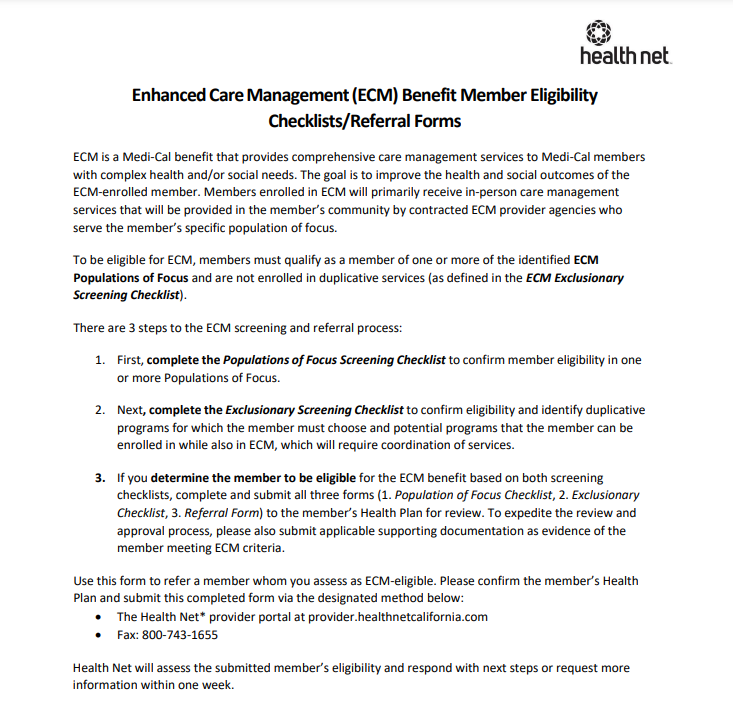 health net.
Enhanced Care Management (ECM) Benefit Member Eligibility
Checklists/Referral Forms
ECM is a Medi-Cal benefit that provides comprehensive care management services to Medi-Cal members
with complex health and/or social needs. The goal is to improve the health and social outcomes of the
ECM-enrolled member. Members enrolled in ECM will primarily receive in-person care management
services that will be provided in the member's community by contracted ECM provider agencies who
serve the member's specific population of focus.
To be eligible for ECM, members must qualify as a member of one or more of the identified ECM
Populations of Focus and are not enrolled in duplicative services (as defined in the ECM Exclusionary
Screening Checklist).
There are 3 steps to the ECM screening and referral process:
1. First, complete the Populations of Focus Screening Checklist to confirm member eligibility in one
or more Populations of Focus.
2. Next, complete the Exclusionary Screening Checklist to confirm eligibility and identify duplicative
programs for which the member must choose and potential programs that the member can be
enrolled in while also in ECM, which will require coordination of services.
3. If you determine the member to be eligible for the ECM benefit based on both screening
checklists, complete and submit all three forms (1. Population of Focus Checklist, 2. Exclusionary
Checklist, 3. Referral Form) to the member's Health Plan for review. To expedite the review and
approval process, please also submit applicable supporting documentation as evidence of the
member meeting ECM criteria.
Use this form to refer a member whom you assess as ECM-eligible. Please confirm the member's Health
Plan and submit this completed form via the designated method below:
• The Health Net* provider portal at provider.healthnetcalifornia.com
• Fax: 800-743-1655
Health Net will assess the submitted member's eligibility and respond with next steps or request more
information within one week.